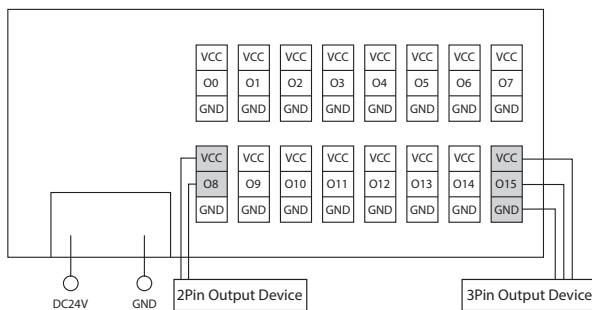 VCC VCC VCC VCC VCC VCC VCC VCC
O0 O1 O2 O3 O4 O5 O6 O7
GND GND GND GND GND GND GND GND
VCC VCC VCC VCC VCC VCC VCC VCC
O8 O9 O10 O11 O12 O13 O14 O15
GND GND GND GND GND GND GND GND
DC24V GND 2Pin Output Device 3Pin Output Device